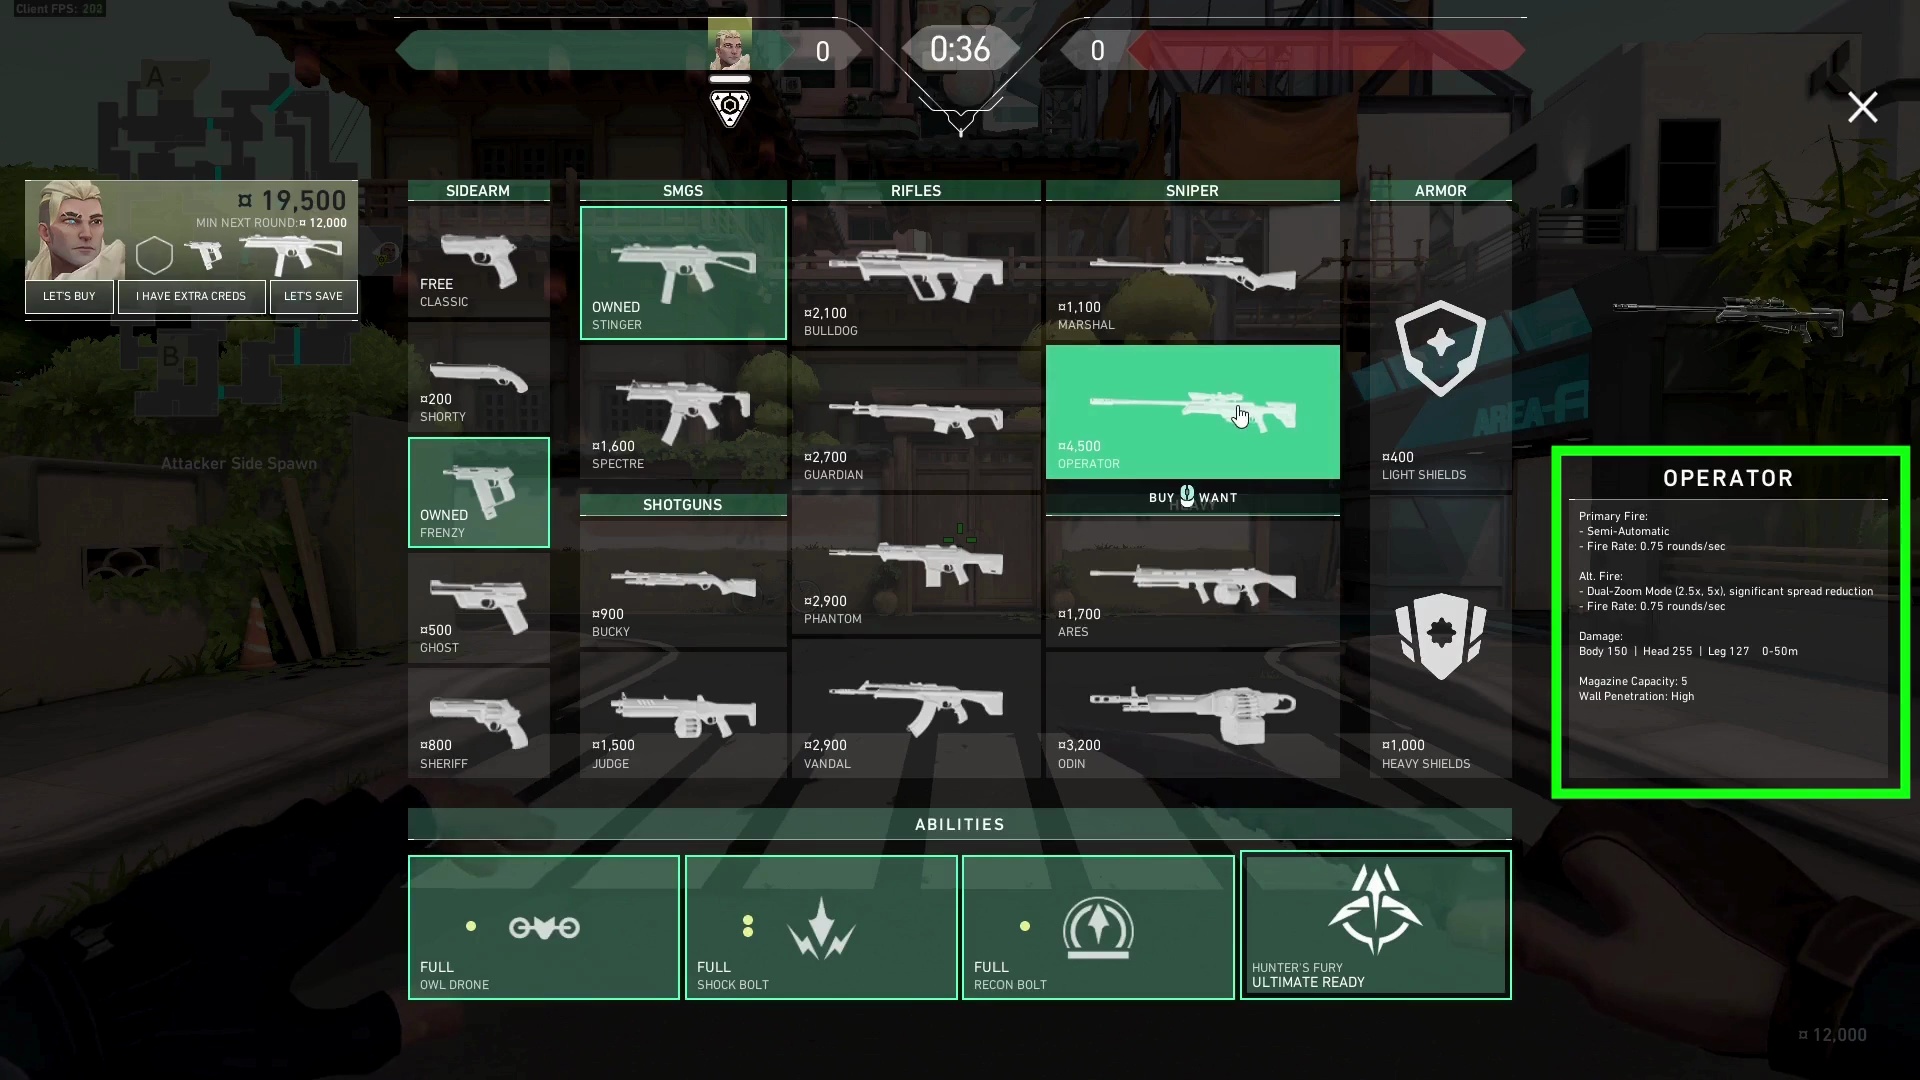 Client FPS: 202
0
0:36
0
A
B
Attacker Side Spawn
¤ 19,500
MIN NEXT ROUND: ¤ 12,000
LET'S BUY
I HAVE EXTRA CREDS
LET'S SAVE
SIDEARM
FREE
CLASSIC
¤200
SHORTY
OWNED
FRENZY
¤500
GHOST
¤800
SHERIFF
SMGS
OWNED
STINGER
¤1,600
SPECTRE
SHOTGUNS
¤900
BUCKY
¤1,500
JUDGE
RIFLES
¤2,100
BULLDOG
¤2,700
GUARDIAN
¤2,900
PHANTOM
¤2,900
VANDAL
SNIPER
¤1,100
MARSHAL
¤4,500
OPERATOR
BUY WANT
HEAVY
¤1,700
ARES
¤3,200
ODIN
ARMOR
¤400
LIGHT SHIELDS
¤1,000
HEAVY SHIELDS
AREA-A
OPERATOR
Primary Fire:
- Semi-Automatic
- Fire Rate: 0.75 rounds/sec
Alt. Fire:
- Dual-Zoom Mode (2.5x, 5x), significant spread reduction
- Fire Rate: 0.75 rounds/sec
Damage:
Body 150 | Head 255 | Leg 127 0-50m
Magazine Capacity: 5
Wall Penetration: High
ABILITIES
FULL
OWL DRONE
FULL
SHOCK BOLT
FULL
RECON BOLT
HUNTER'S FURY
ULTIMATE READY
¤ 12,000